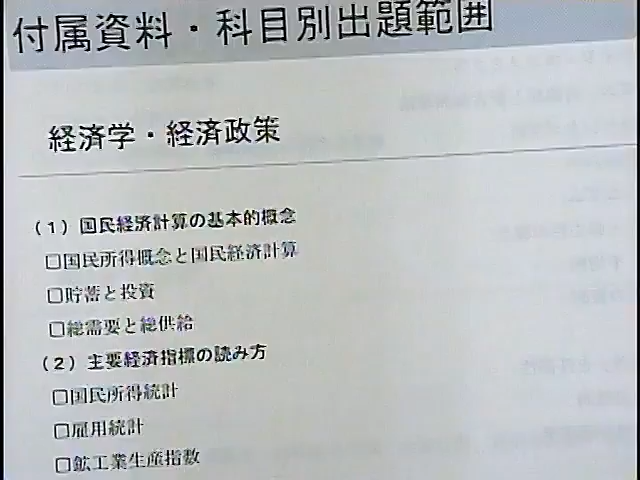 付属資料・科目別出題範囲
経済学・経済政策
(1) 国民経済計算の基本的概念
□国民所得概念と国民経済計算
□貯蓄と投資
□総需要と総供給
(2) 主要経済指標の読み方
□国民所得統計
□雇用統計
□鉱工業生産指数